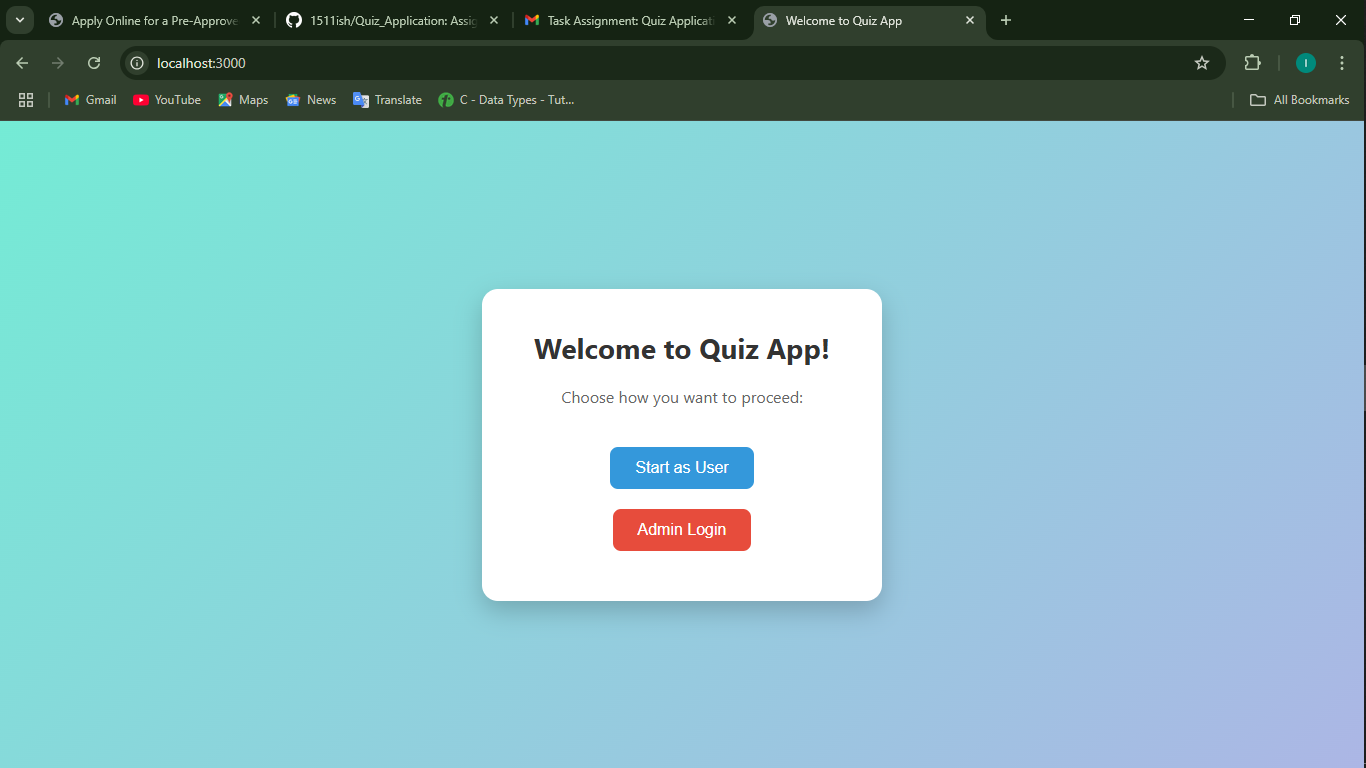 Apply Online for a Pre-Approve
1511ish/Quiz_Application: Assig
Task Assignment: Quiz Applicati
Welcome to Quiz App
localhost:3000
I
Gmail
YouTube
Maps
News
Translate
C - Data Types - Tut...
All Bookmarks
Welcome to Quiz App!
Choose how you want to proceed:
Start as User
Admin Login